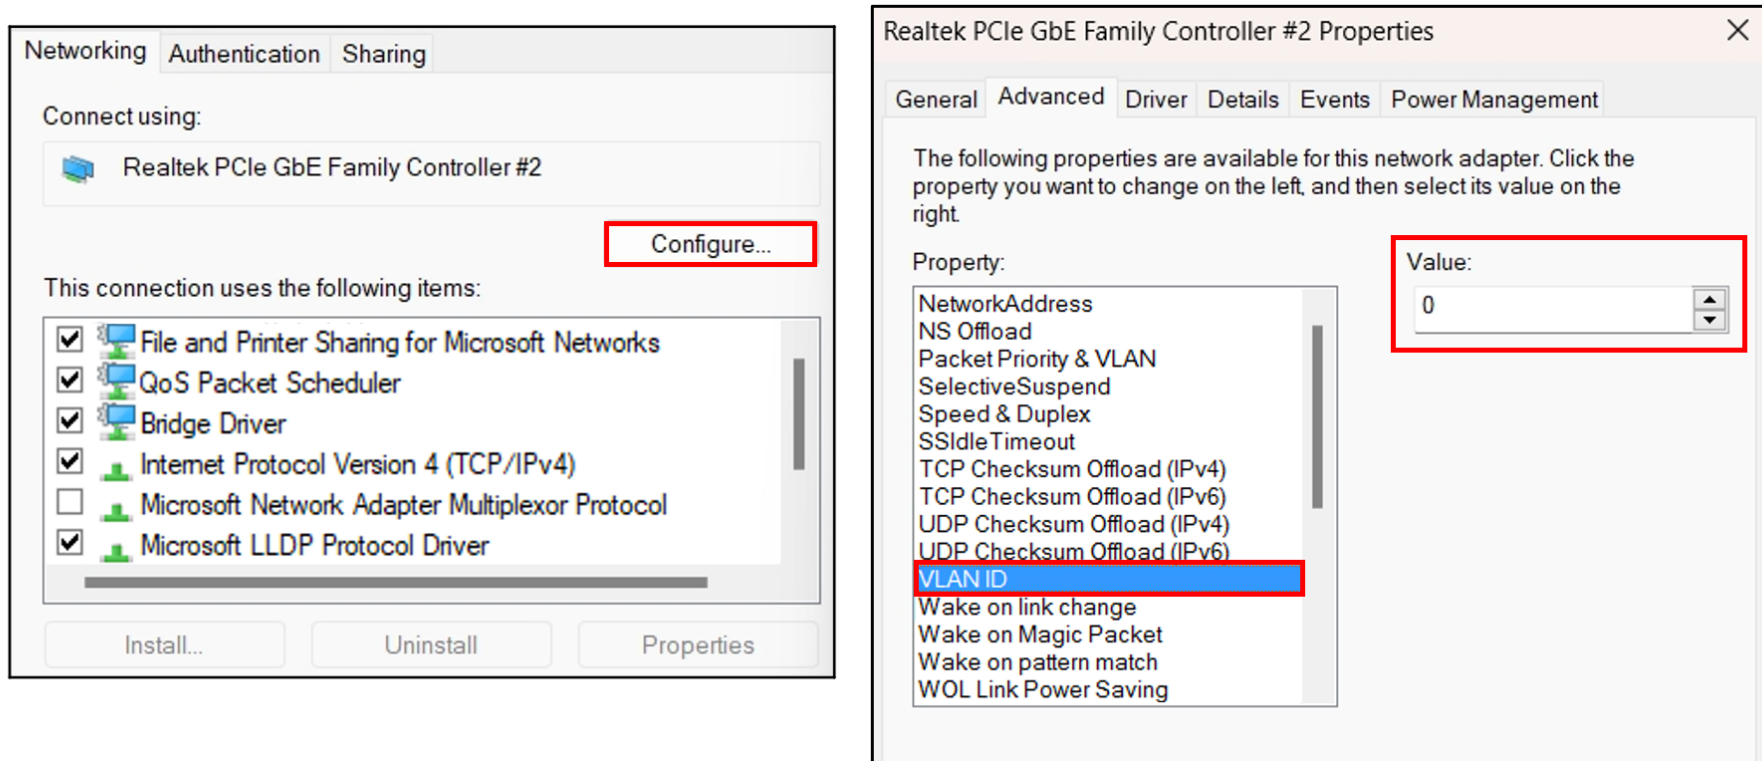 Networking
Authentication
Sharing
Connect using:
Realtek PCIe GbE Family Controller #2
Configure...
This connection uses the following items:
File and Printer Sharing for Microsoft Networks
QoS Packet Scheduler
Bridge Driver
Internet Protocol Version 4 (TCP/IPv4)
Microsoft Network Adapter Multiplexor Protocol
Microsoft LLDP Protocol Driver
Install...
Uninstall
Properties
Realtek PCIe GbE Family Controller #2 Properties
General
Advanced
Driver
Details
Events
Power Management
The following properties are available for this network adapter. Click the
property you want to change on the left, and then select its value on the
right.
Property:
Value:
0
NetworkAddress
NS Offload
Packet Priority & VLAN
SelectiveSuspend
Speed & Duplex
SSIdleTimeout
TCP Checksum Offload (IPv4)
TCP Checksum Offload (IPv6)
UDP Checksum Offload (IPv4)
UDP Checksum Offload (IPv6)
VLAN ID
Wake on link change
Wake on Magic Packet
Wake on pattern match
WOL Link Power Saving